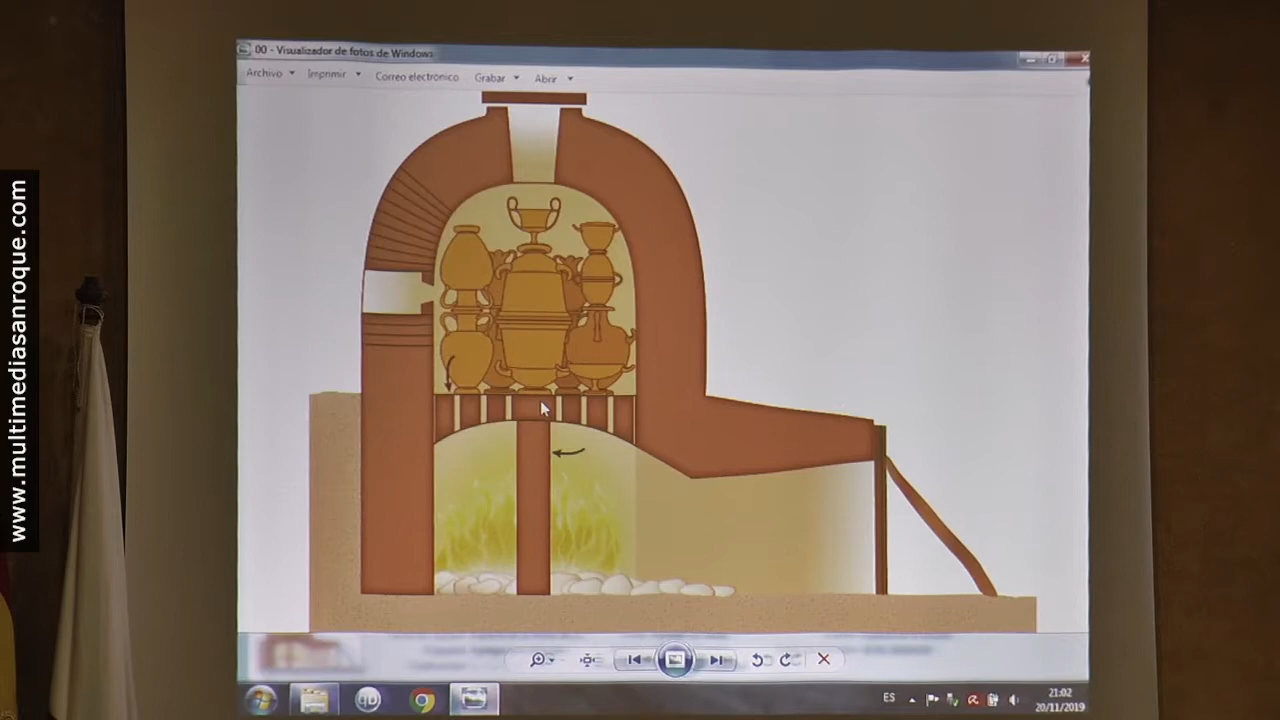 00 - Visualizador de fotos de Windows
Archivo Imprimir Correo electrónico Grabar Abrir
www.multimediasanroque.com
ES
21:02
20/11/2019